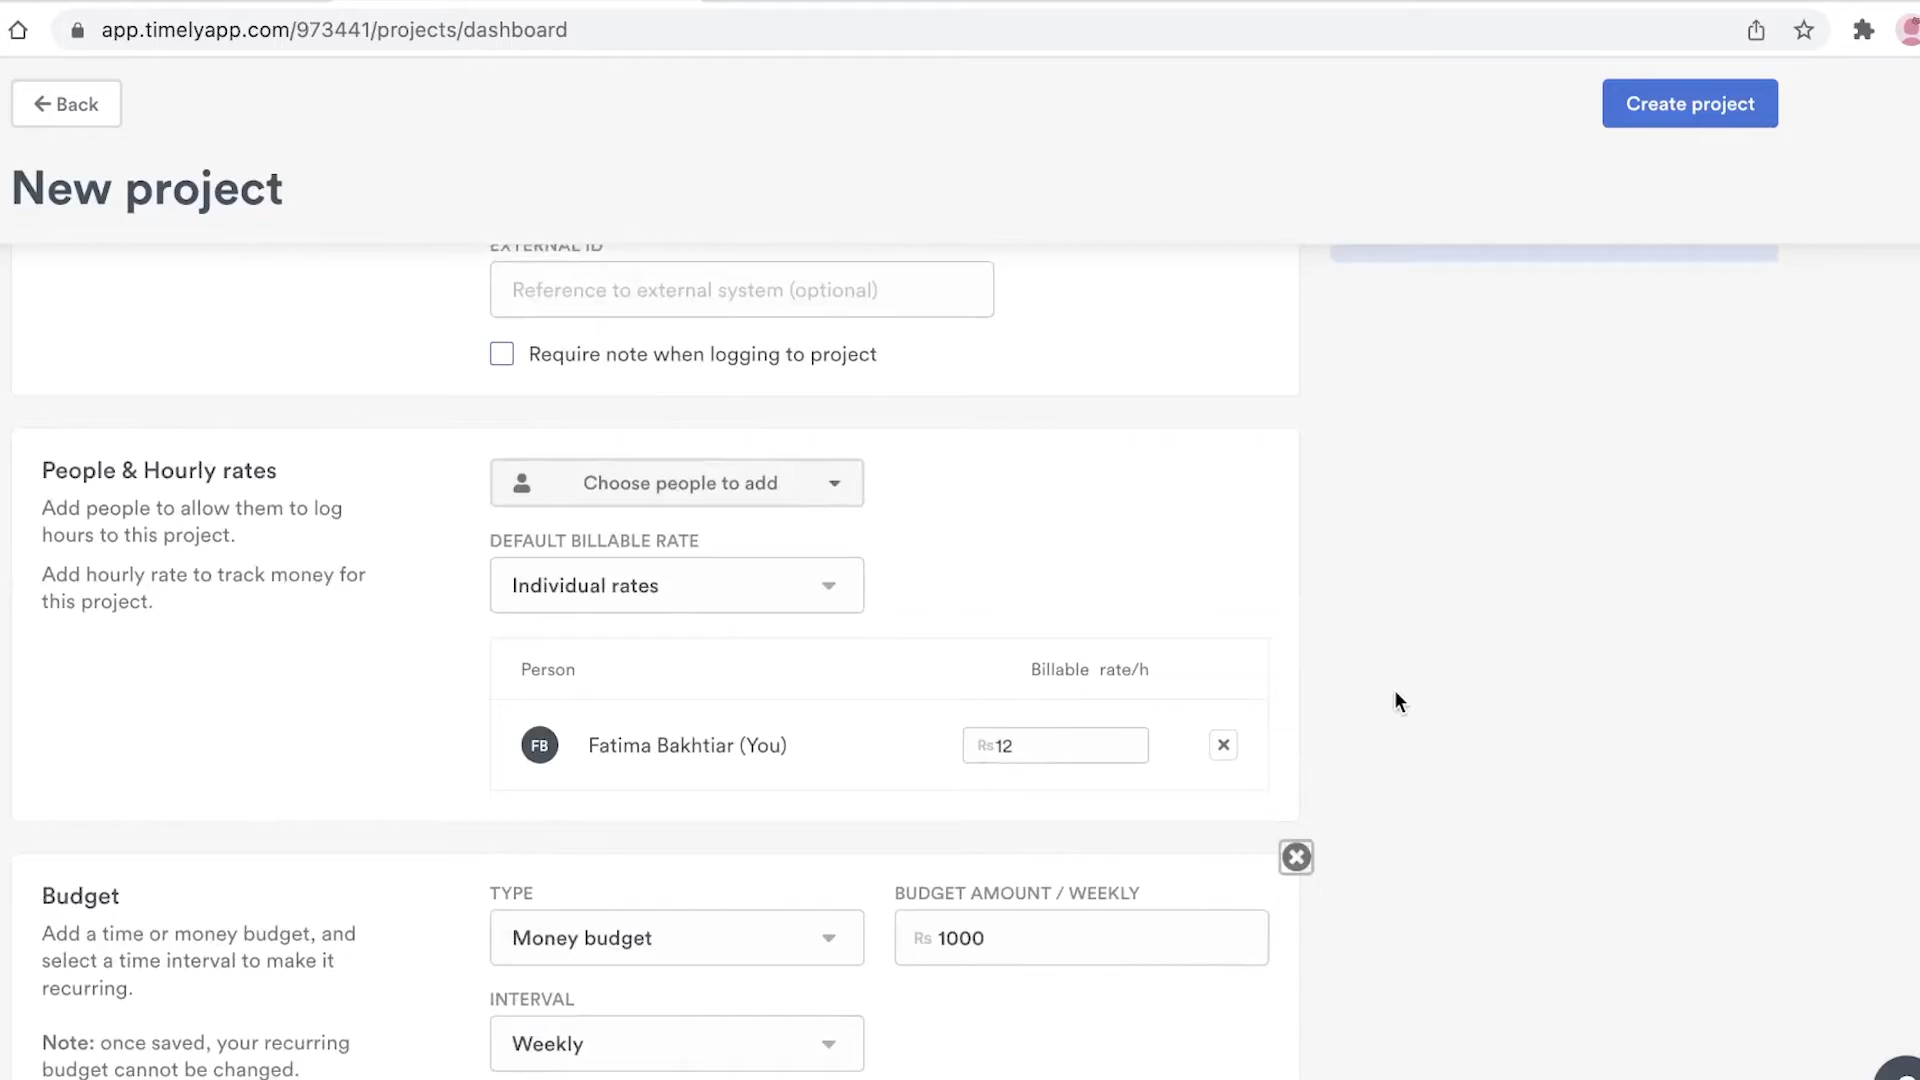 app.timelyapp.com/973441/projects/dashboard
← Back
Create project
New project
EXTERNAL ID
Reference to external system (optional)
Require note when logging to project
People & Hourly rates
Add people to allow them to log
hours to this project.
Add hourly rate to track money for
this project.
Choose people to add
DEFAULT BILLABLE RATE
Individual rates
Person
Billable rate/h
FB
Fatima Bakhtiar (You)
Rs 12
Budget
Add a time or money budget, and
select a time interval to make it
recurring.
Note: once saved, your recurring
budget cannot be changed.
TYPE
Money budget
BUDGET AMOUNT / WEEKLY
Rs 1000
INTERVAL
Weekly